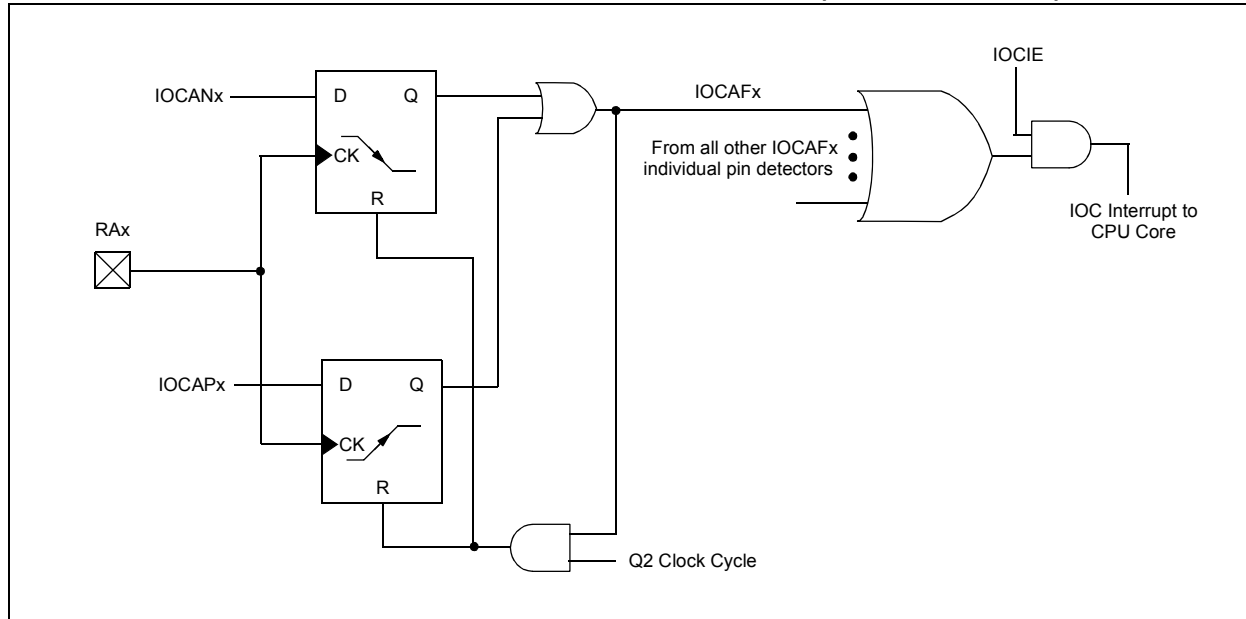 IOCIE
IOCANx
D
Q
IOCAFx
CK
From all other IOCAFx
individual pin detectors
R
IOC Interrupt to
CPU Core
RAx
IOCAPx
D
Q
CK
R
Q2 Clock Cycle